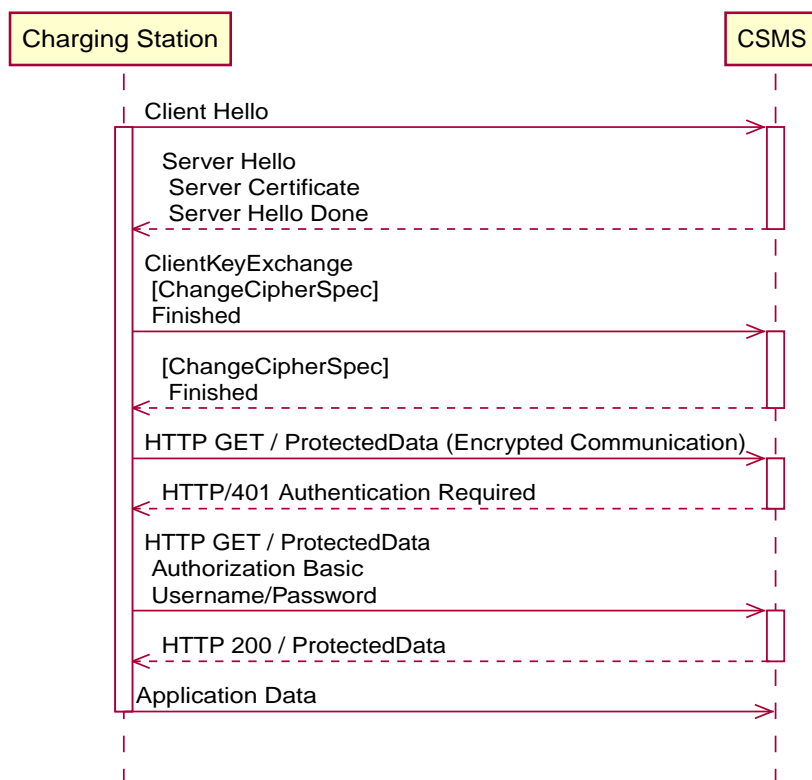 Charging Station
CSMS
Client Hello
Server Hello
Server Certificate
Server Hello Done
ClientKeyExchange
[ChangeCipherSpec]
Finished
[ChangeCipherSpec]
Finished
HTTP GET / ProtectedData (Encrypted Communication)
HTTP/401 Authentication Required
HTTP GET / ProtectedData
Authorization Basic
Username/Password
HTTP 200 / ProtectedData
Application Data